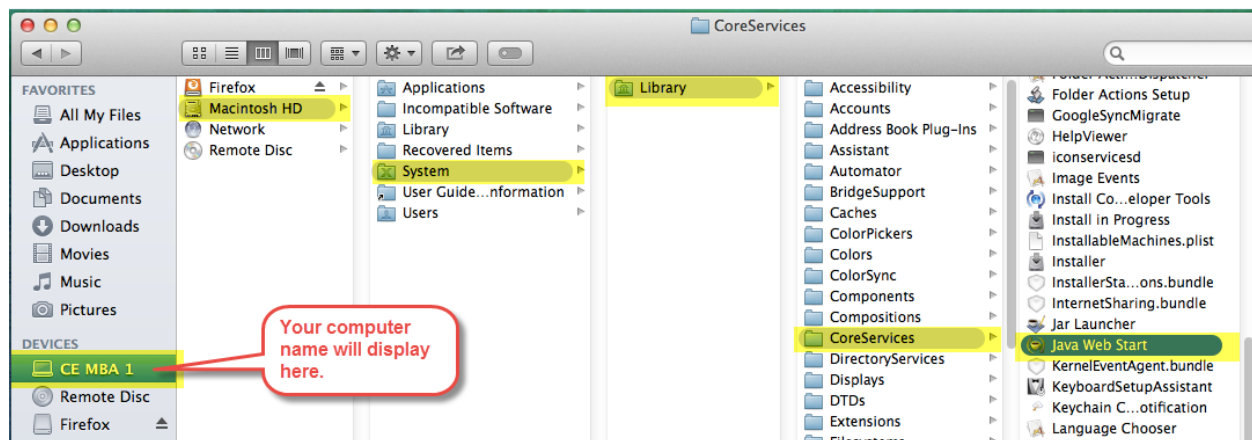 CoreServices
FAVORITES
All My Files
Applications
Desktop
Documents
Downloads
Movies
Music
Pictures
DEVICES
CE MBA 1
Remote Disc
Firefox
Firefox
Macintosh HD
Network
Remote Disc
Applications
Incompatible Software
Library
Recovered Items
System
User Guide...nformation
Users
Library
Accessibility
Accounts
Address Book Plug-Ins
Assistant
Automator
BridgeSupport
Caches
ColorPickers
Colors
ColorSync
Components
Compositions
CoreServices
DirectoryServices
Displays
DTDs
Extensions
Filesystems
Folder Acti...Dispatcher
Folder Actions Setup
GoogleSyncMigrate
HelpViewer
iconservicesd
Image Events
Install Co...eloper Tools
Install in Progress
InstallableMachines.plist
Installer
InstallerSta...ons.bundle
InternetSharing.bundle
Jar Launcher
Java Web Start
KernelEventAgent.bundle
KeyboardSetupAssistant
Keychain C...otification
Language Chooser
Your computer
name will display
here.